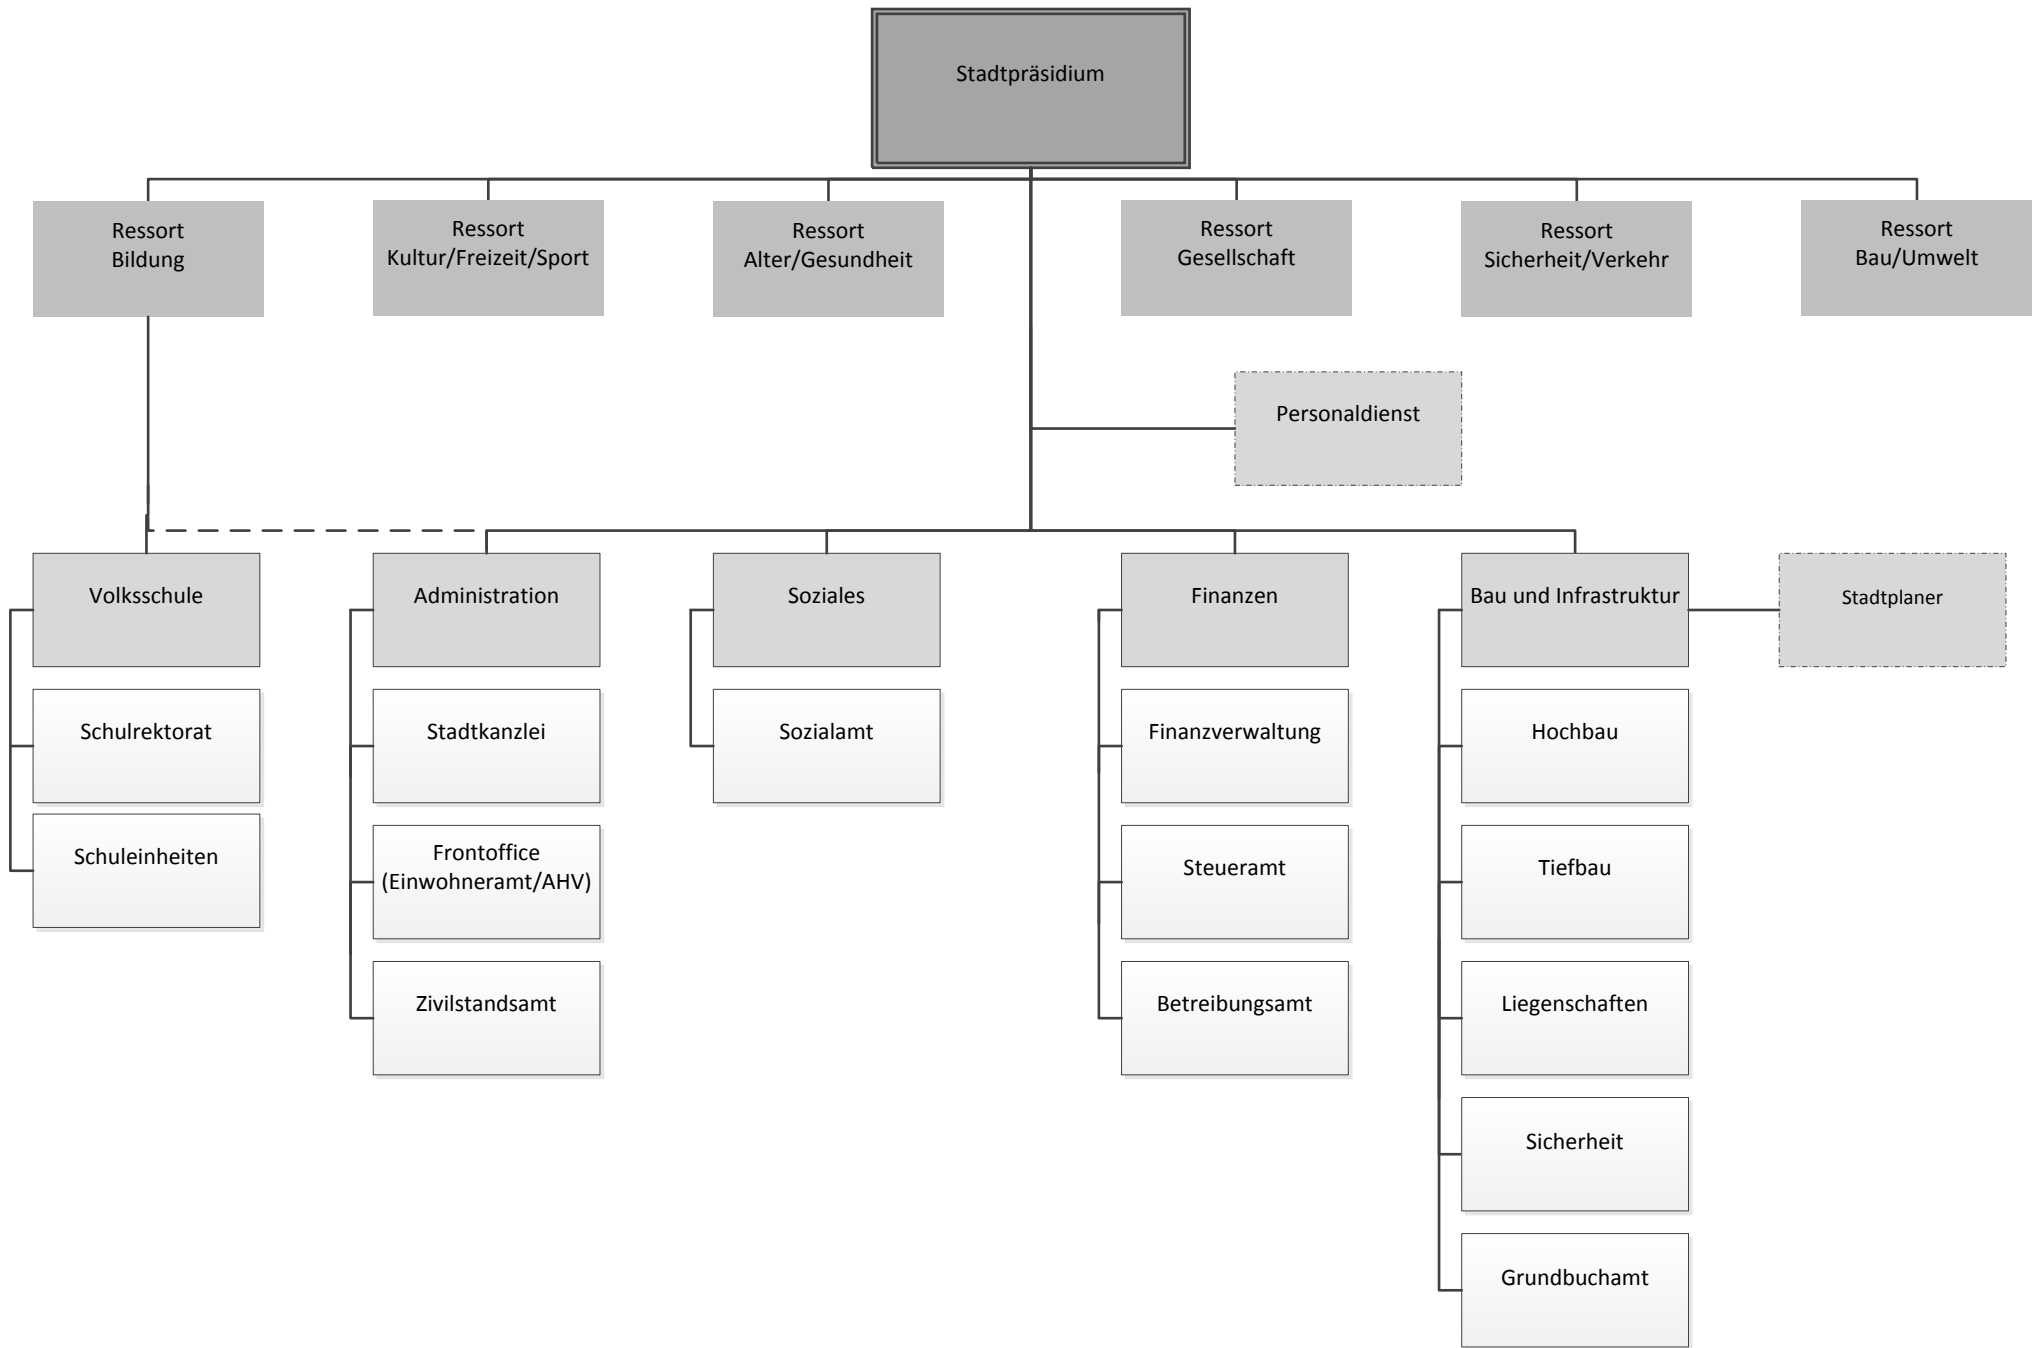 Stadtpräsidium
Ressort
Bildung
Ressort
Kultur/Freizeit/Sport
Ressort
Alter/Gesundheit
Ressort
Gesellschaft
Ressort
Sicherheit/Verkehr
Ressort
Bau/Umwelt
Personaldienst
Volksschule
Administration
Soziales
Finanzen
Bau und Infrastruktur
Stadtplaner
Schulrektorat
Stadtkanzlei
Sozialamt
Finanzverwaltung
Hochbau
Schuleinheiten
Frontoffice
(Einwohneramt/AHV)
Steueramt
Tiefbau
Zivilstandsamt
Betreibungsamt
Liegenschaften
Sicherheit
Grundbuchamt